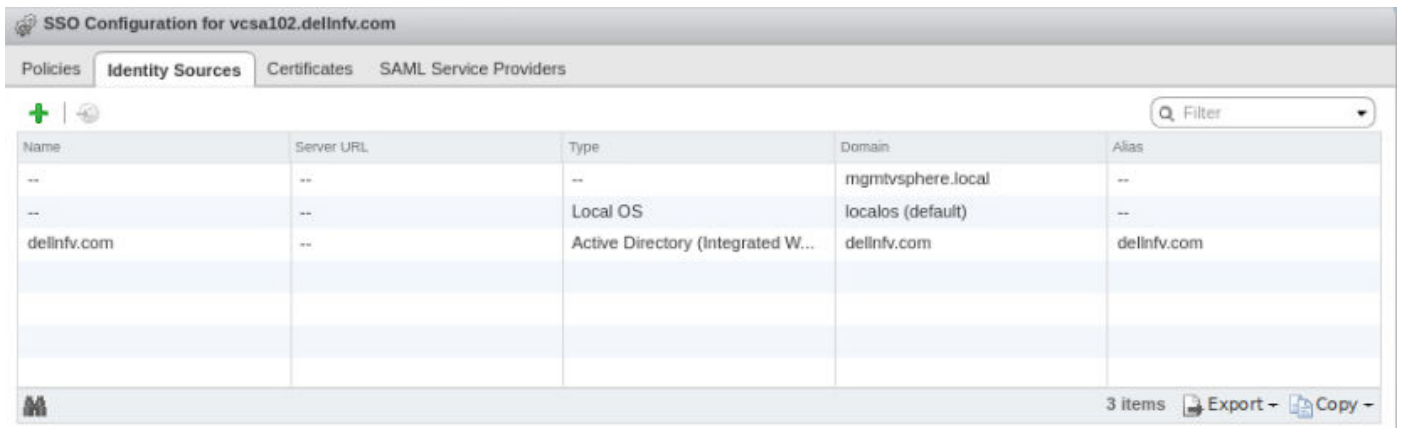 SSO Configuration for vcsa102.dellnfv.com
Policies Identity Sources Certificates SAML Service Providers
Filter
Name Server URL Type Domain Alias
-- -- -- mgmtvsphere.local --
-- -- Local OS localos (default) --
dellnfv.com -- Active Directory (Integrated W... dellnfv.com dellnfv.com
3 items Export Copy